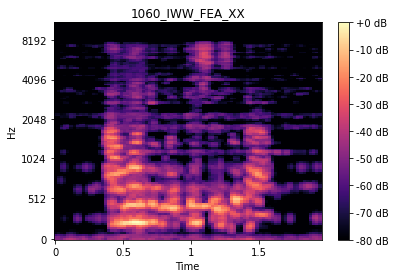 1060_IWW_FEA_XX
8192
4096
2048
1024
512
0
Hz
0
0.5
1
1.5
Time
+0 dB
-10 dB
-20 dB
-30 dB
-40 dB
-50 dB
-60 dB
-70 dB
-80 dB